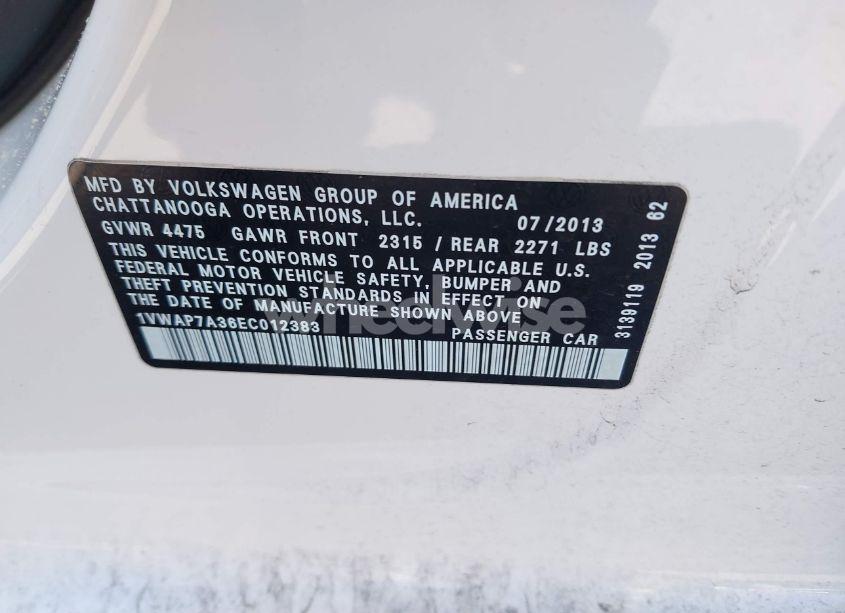 MFD BY VOLKSWAGEN GROUP OF AMERICA
CHATTANOOGA OPERATIONS, LLC. 07/2013
GVWR 4475 GAWR FRONT 2315 / REAR 2271 LBS
THIS VEHICLE CONFORMS TO ALL APPLICABLE U.S.
FEDERAL MOTOR VEHICLE SAFETY, BUMPER AND
THEFT PREVENTION STANDARDS IN EFFECT ON
THE DATE OF MANUFACTURE SHOWN ABOVE
1VWAP7A36EC012383 PASSENGER CAR
3139119 2013 62
wheelwise